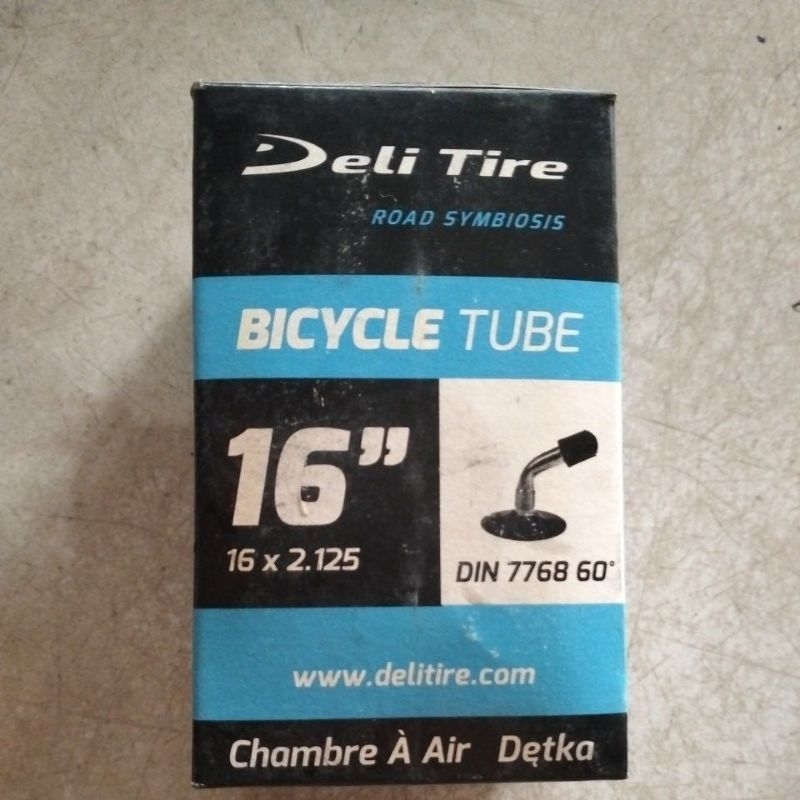 Deli Tire
ROAD SYMBIOSIS
BICYCLE TUBE
16”
16 x 2.125
DIN 7768 60°
www.delitire.com
Chambre À Air Dętka